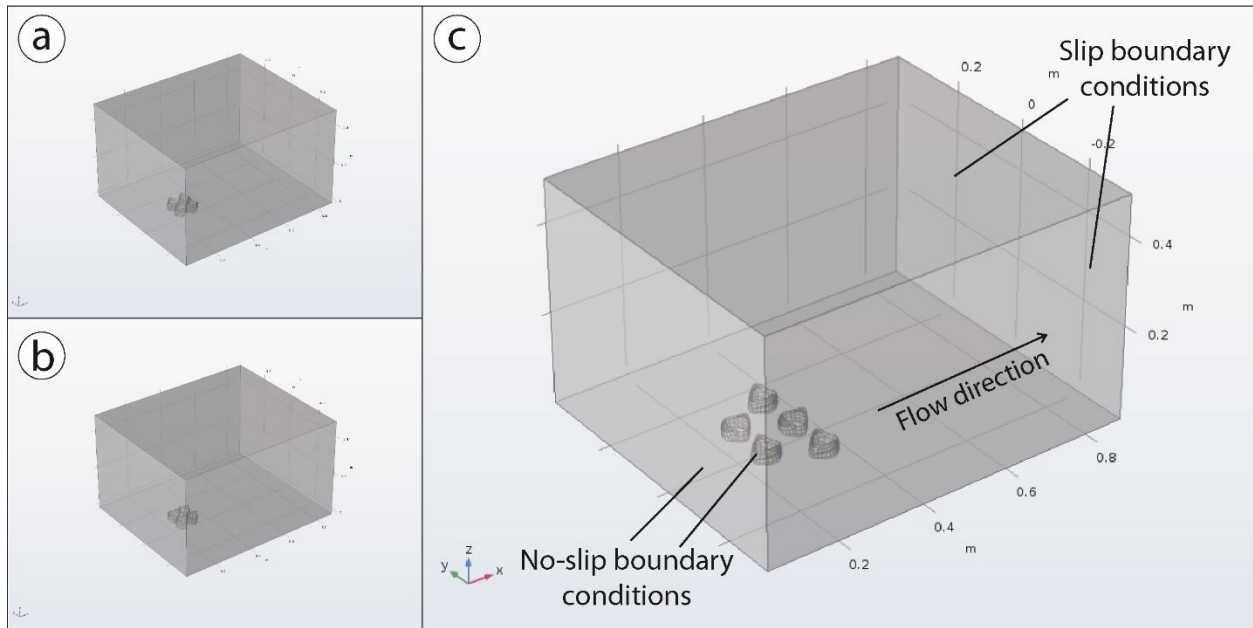 a
b
c
Slip boundary
conditions
0.2
m
0
-0.2
0.4
m
0.2
Flow direction
0.8
0.6
0.4
m
0.2
No-slip boundary
conditions
y
z
x